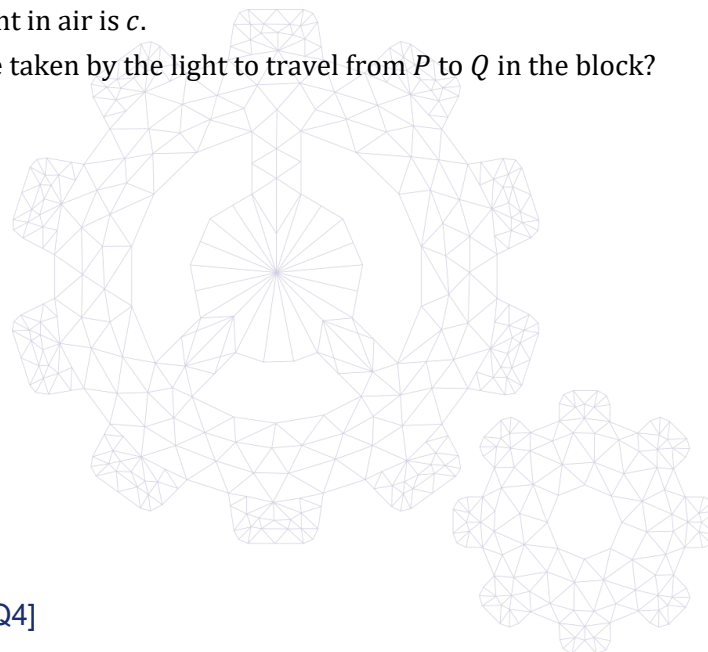 nt in air is c.
e taken by the light to travel from P to Q in the block?
Q4]